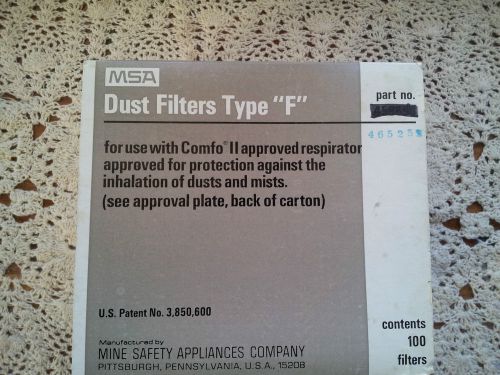 MSA
Dust Filters Type "F"
part no.
for use with Comfo® II approved respirator
approved for protection against the
inhalation of dusts and mists.
(see approval plate, back of carton)
U.S. Patent No. 3,850,600
Manufactured by
MINE SAFETY APPLIANCES COMPANY
PITTSBURGH, PENNSYLVANIA, U.S.A., 15208
contents
100
filters